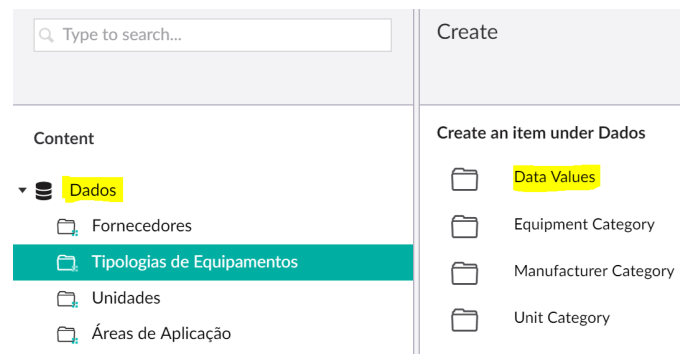 Type to search...
Content
Dados
Fornecedores
Tipologias de Equipamentos
Unidades
Áreas de Aplicação
Create
Create an item under Dados
Data Values
Equipment Category
Manufacturer Category
Unit Category